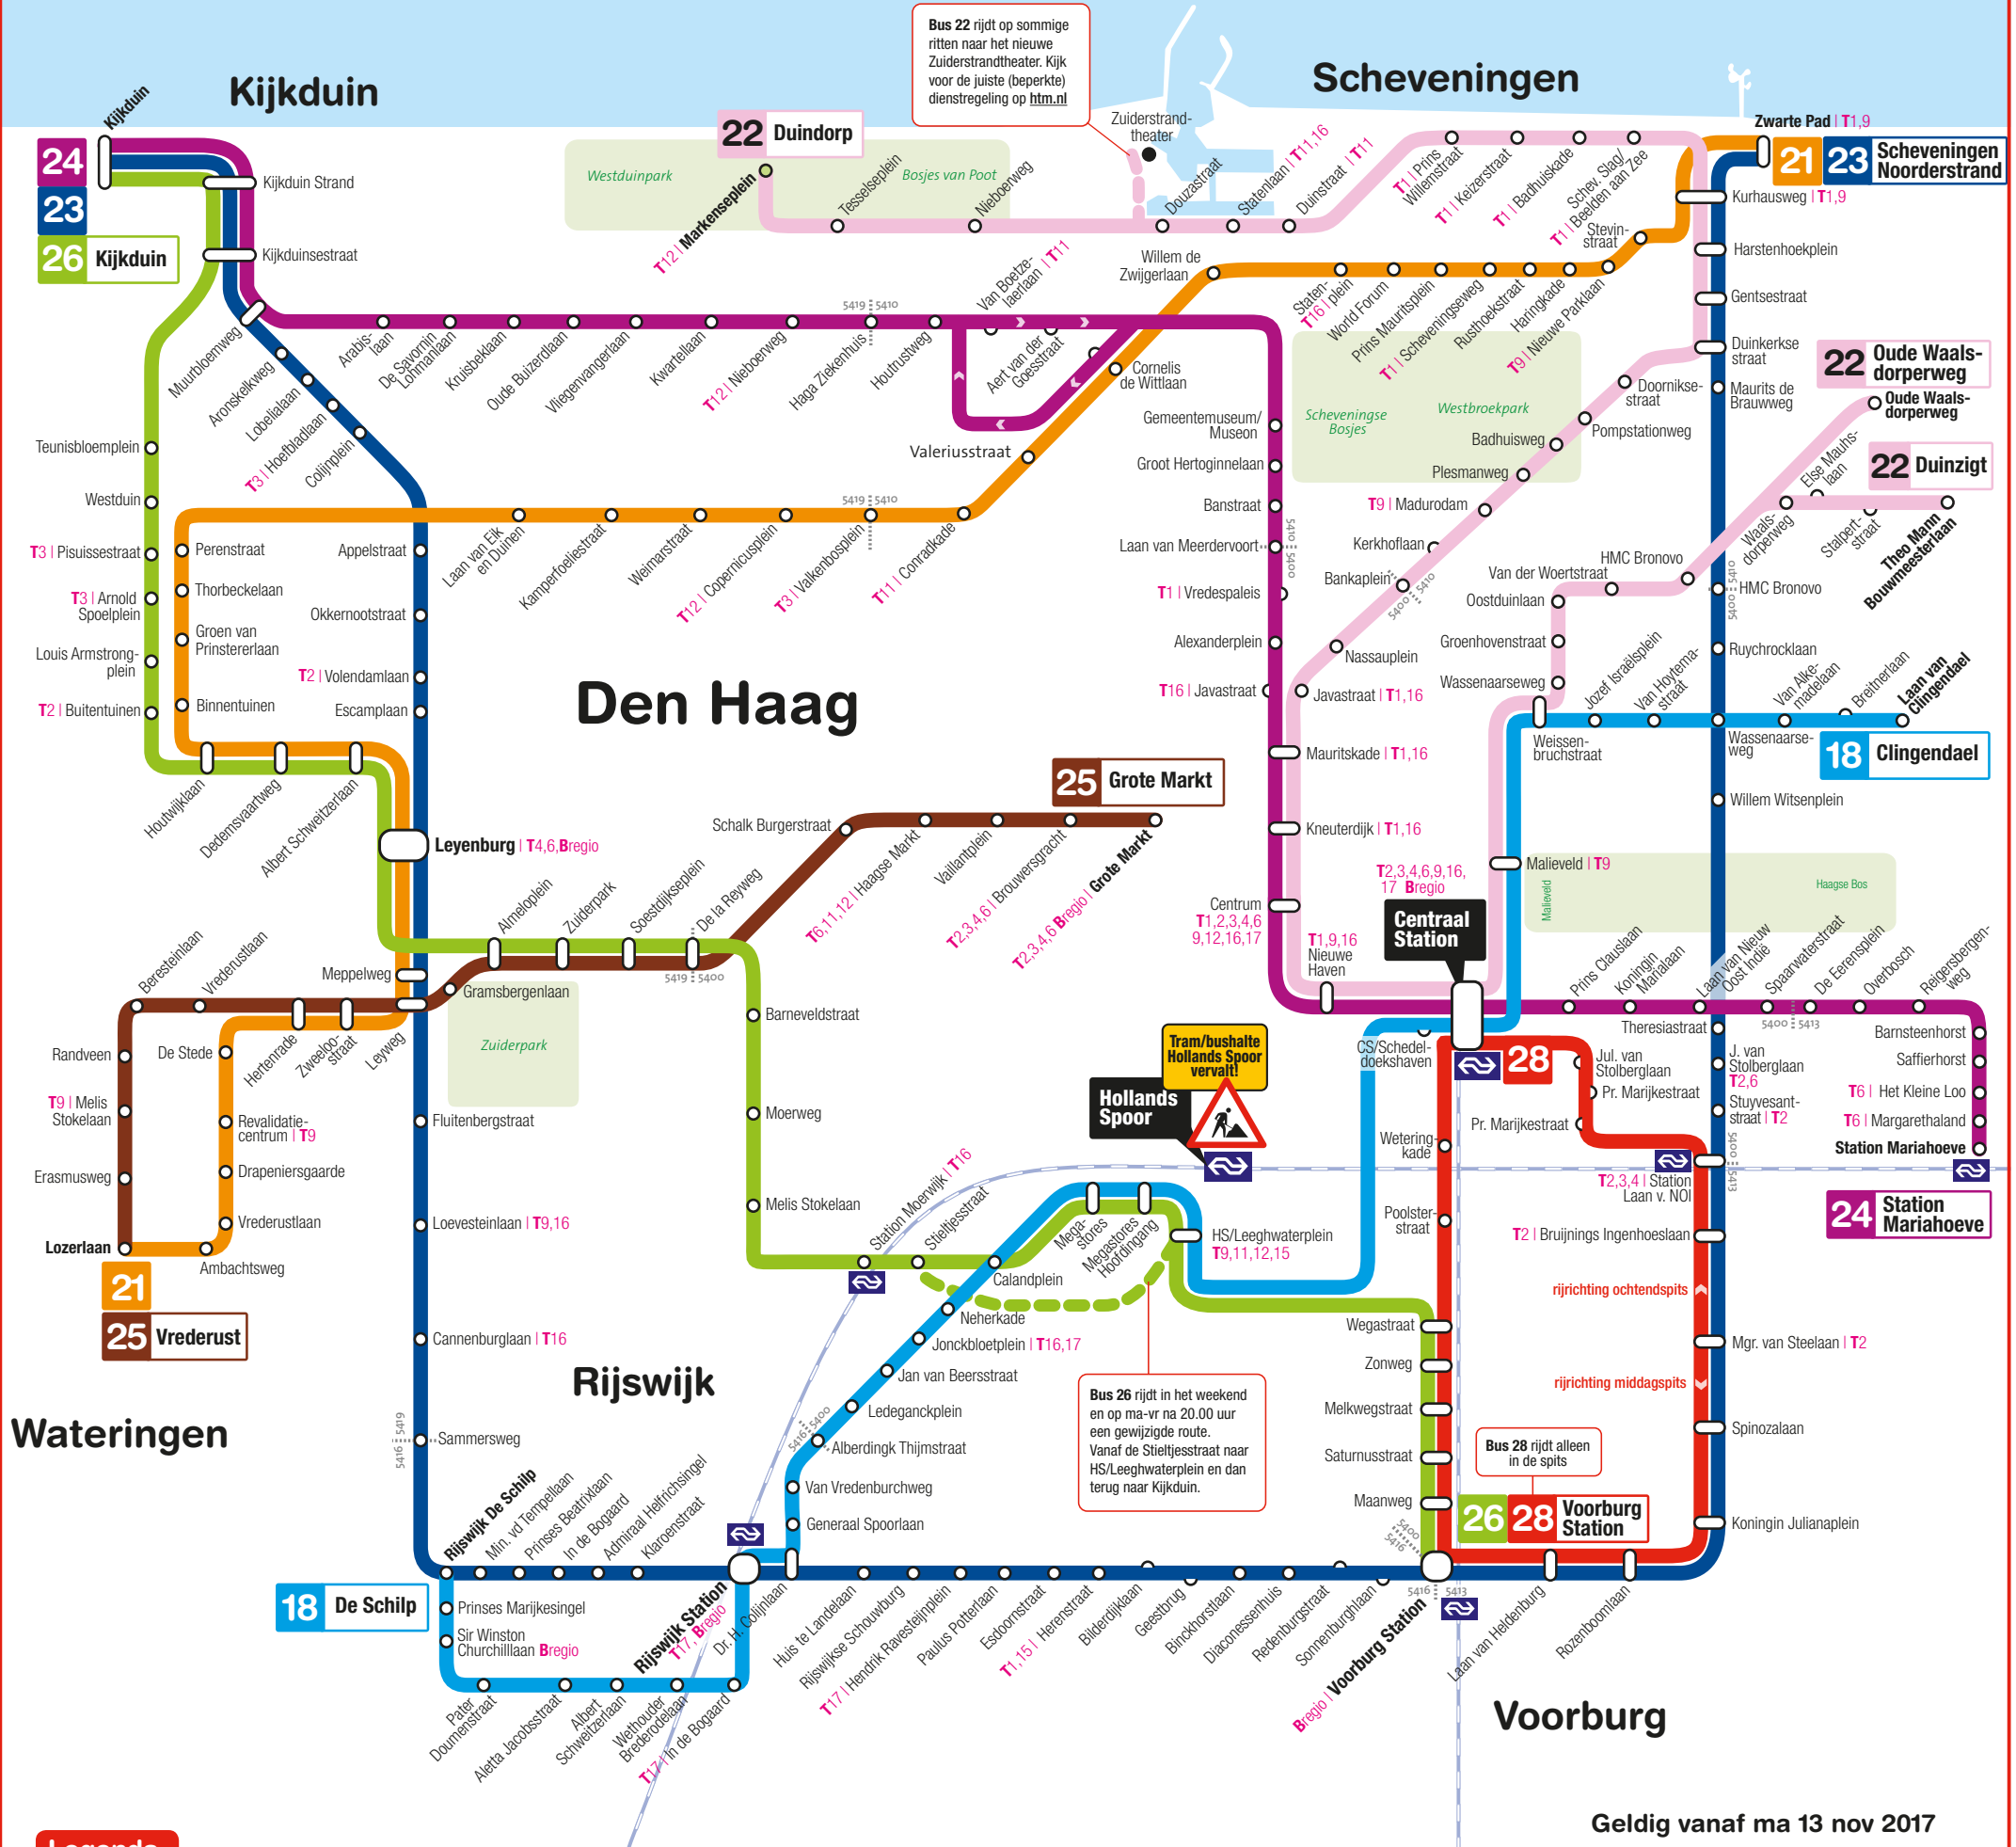 Kijkduin
Scheveningen
Bus 22 rijdt op sommige
ritten naar het nieuwe
Zuiderstrandtheater. Kijk
voor de juiste (beperkte)
dienstregeling op htm.nl
Kijkduin
24
23
26 Kijkduin
Kijkduin Strand
Kijkduinsestraat
22 Duindorp
Westduinpark
Bosjes van Poot
T12 | Markenseplein
Tesselseplein
Nieboerweg
Zuiderstrand-
theater
Douzastraat
Statenlaan | T11,16
Duinstraat | T11
T1 | Prins
Willemstraat
T1 | Keizerstraat
T1 | Badhuiskade
Schev. Slag/
T1 | Beelden aan Zee
Zwarte Pad | T1,9
21 23 Scheveningen
Noorderstrand
Kurhausweg | T1,9
Harstenhoekplein
Gentsestraat
Duinkerkse
straat
Maurits de
Brauwweg
Stevin-
straat
Willem de
Zwijgerlaan
Staten-
T16 | plein
World Forum
Prins Mauritsplein
T1 | Scheveningseweg
Rusthoekstraat
Haringkade
T9 | Nieuwe Parklaan
Muurbloemweg
Aronskelkweg
Lobelialaan
T3 | Hoefbladlaan
Colijnplein
Arabis-
laan
De Savornin
Lohmanlaan
Kruisbeklaan
Oude Buizerdlaan
Vliegenvangerlaan
Kwartellaan
T12 | Nieboerweg
Haga Ziekenhuis
5419 5410
Houtrustweg
Van Boetze-
laerlaan | T11
Aert van der
Goesstraat
Cornelis
de Wittlaan
Valeriusstraat
Teunisbloemplein
Westduin
T3 | Pisuissestraat
T3 | Arnold
Spoelplein
Louis Armstrong-
plein
T2 | Buitentuinen
Perenstraat
Thorbeckelaan
Groen van
Prinstererlaan
Binnentuinen
Appelstraat
Okkernootstraat
T2 | Volendamlaan
Escamplaan
Laan van Eik
en Duinen
Kamperfoeliestraat
Weimarstraat
T12 | Copernicusplein
T3 | Valkenbosplein
5419 5410
T11 | Conradkade
Gemeentemuseum/
Museon
Groot Hertoginnelaan
Banstraat
Laan van Meerdervoort
5410 5400
T1 | Vredespaleis
Alexanderplein
T16 | Javastraat
Javastraat | T1,16
Mauritskade | T1,16
Kneuterdijk | T1,16
Centrum
T1,2,3,4,6
9,12,16,17
T1,9,16
Nieuwe
Haven
Scheveningse
Bosjes
Westbroekpark
Doornikse-
straat
Pompstationweg
Badhuisweg
Plesmanweg
T9 | Madurodam
Kerkhoflaan
Bankaplein
5400 5410
Nassauplein
22 Oude Waals-
dorperweg
Oude Waals-
dorperweg
22 Duinzigt
Else Mauhs-
laan
Waals-
dorperweg
Stalpert-
straat
Theo Mann
Bouwmeesterlaan
HMC Bronovo
Van der Woertstraat
Oostduinlaan
Groenhovenstraat
Wassenaarseweg
5410 5400
HMC Bronovo
Ruychrocklaan
Jozef Israëlsplein
Van Hoytema-
straat
Van Alke-
madelaan
Breitnerlaan
Laan van
Clingendael
Weissen-
bruchstraat
Wassenaarse-
weg
18 Clingendael
Willem Witsenplein
Den Haag
Houtwijklaan
Dedemsvaartweg
Albert Schweitzerlaan
Leyenburg | T4,6,Bregio
25 Grote Markt
Schalk Burgerstraat
T6,11,12 | Haagse Markt
Vaillantplein
T2,3,4,6 | Brouwersgracht
T2,3,4,6 Bregio | Grote Markt
Almeloplein
Zuiderpark
Soestdijkseplein
De la Reyweg
5419 5400
Meppelweg
Gramsbergenlaan
Zuiderpark
Malieveld | T9
Malieveld
Haagse Bos
T2,3,4,6,9,16,
17 Bregio
Centraal
Station
Prins Clauslaan
Koningin
Marialaan
Laan van Nieuw
Oost Indië
Spaarwaterstraat
De Eerensplein
Overbosch
Reigersbergen-
weg
5400 5413
Barnsteenhorst
Saffierhorst
T6 | Het Kleine Loo
T6 | Margarethaland
Station Mariahoeve
24 Station
Mariahoeve
Theresiastraat
J. van
Stolberglaan
T2,6
Stuyvesant-
straat | T2
5400 5413
CS/Schedel-
doekshaven
28
Jul. van
Stolberglaan
Pr. Marijkestraat
Pr. Marijkestraat
T2,3,4 | Station
Laan v. NOI
T2 | Bruijnings Ingenhoeslaan
rijrichting ochtendspits
Mgr. van Steelaan | T2
rijrichting middagspits
Spinozalaan
Koningin Julianaplein
Beresteinlaan
Vrederustlaan
Randveen
T9 | Melis
Stokelaan
Erasmusweg
Lozerlaan
21
25 Vrederust
De Stede
Hertenrade
Zweeloo-
straat
Leyweg
Revalidatie-
centrum | T9
Drapeniersgaarde
Vrederustlaan
Ambachtsweg
Fluitenbergstraat
Loevesteinlaan | T9,16
Cannenburglaan | T16
5416 5419
Sammersweg
Barneveldstraat
Moerweg
Melis Stokelaan
Station Moerwijk | T16
Stieltjesstraat
Calandplein
Mega-
stores
Megastores
Hoofdingang
Tram/bushalte
Hollands Spoor
vervalt!
Hollands
Spoor
HS/Leeghwaterplein
T9,11,12,15
Wetering-
kade
Poolster-
straat
Wegastraat
Zonweg
Melkwegstraat
Saturnusstraat
Maanweg
5400
5416
Neherkade
Jonckbloetplein | T16,17
Jan van Beersstraat
Ledeganckplein
5416 5400
Alberdingk Thijmstraat
Van Vredenburchweg
Generaal Spoorlaan
Bus 26 rijdt in het weekend
en op ma-vr na 20.00 uur
een gewijzigde route.
Vanaf de Stieltjesstraat naar
HS/Leeghwaterplein en dan
terug naar Kijkduin.
Bus 28 rijdt alleen
in de spits
26 28 Voorburg
Station
Rijswijk
Wateringen
Rijswijk De Schilp
Min. vd Tempellaan
Prinses Beatrixlaan
In de Bogaard
Admiraal Helfrichsingel
Klaroenstraat
18 De Schilp
Prinses Marijkesingel
Sir Winston
Churchilllaan Bregio
Pater
Doumenstraat
Aletta Jacobsstraat
Albert
Schweitzerlaan
Wethouder
Brederodelaan
T17 | In de Bogaard
Rijswijk Station
T17, Bregio
Dr. H. Colijnlaan
Huis te Landelaan
Rijswijkse Schouwburg
T17 | Hendrik Ravesteijnplein
Paulus Potterlaan
Esdoornstraat
T1,15 | Herenstraat
Bilderdijklaan
Geestbrug
Binckhorstlaan
Diaconessenhuis
Redenburgstraat
Sonnenburghlaan
Bregio | Voorburg Station
5416 5413
Laan van Heldenburg
Rozenboomlaan
Voorburg
Geldig vanaf ma 13 nov 2017
Legenda